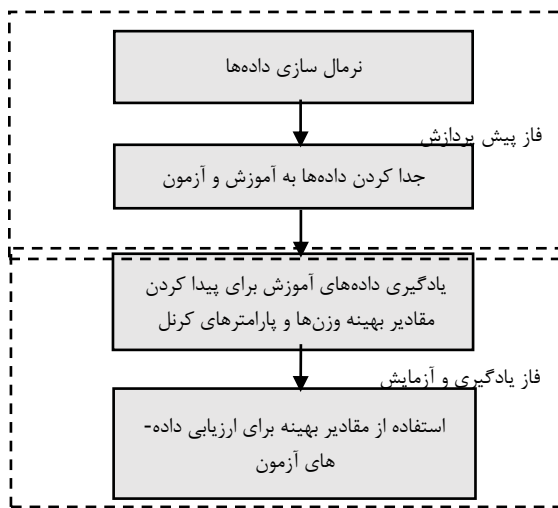 نرمال سازی داده‌ها
فاز پیش پردازش
جدا کردن داده‌ها به آموزش و آزمون
یادگیری داده‌های آموزش برای پیدا کردن
مقادیر بهینه وزن‌ها و پارامترهای کرنل
فاز یادگیری و آزمایش
استفاده از مقادیر بهینه برای ارزیابی داده-
های آزمون